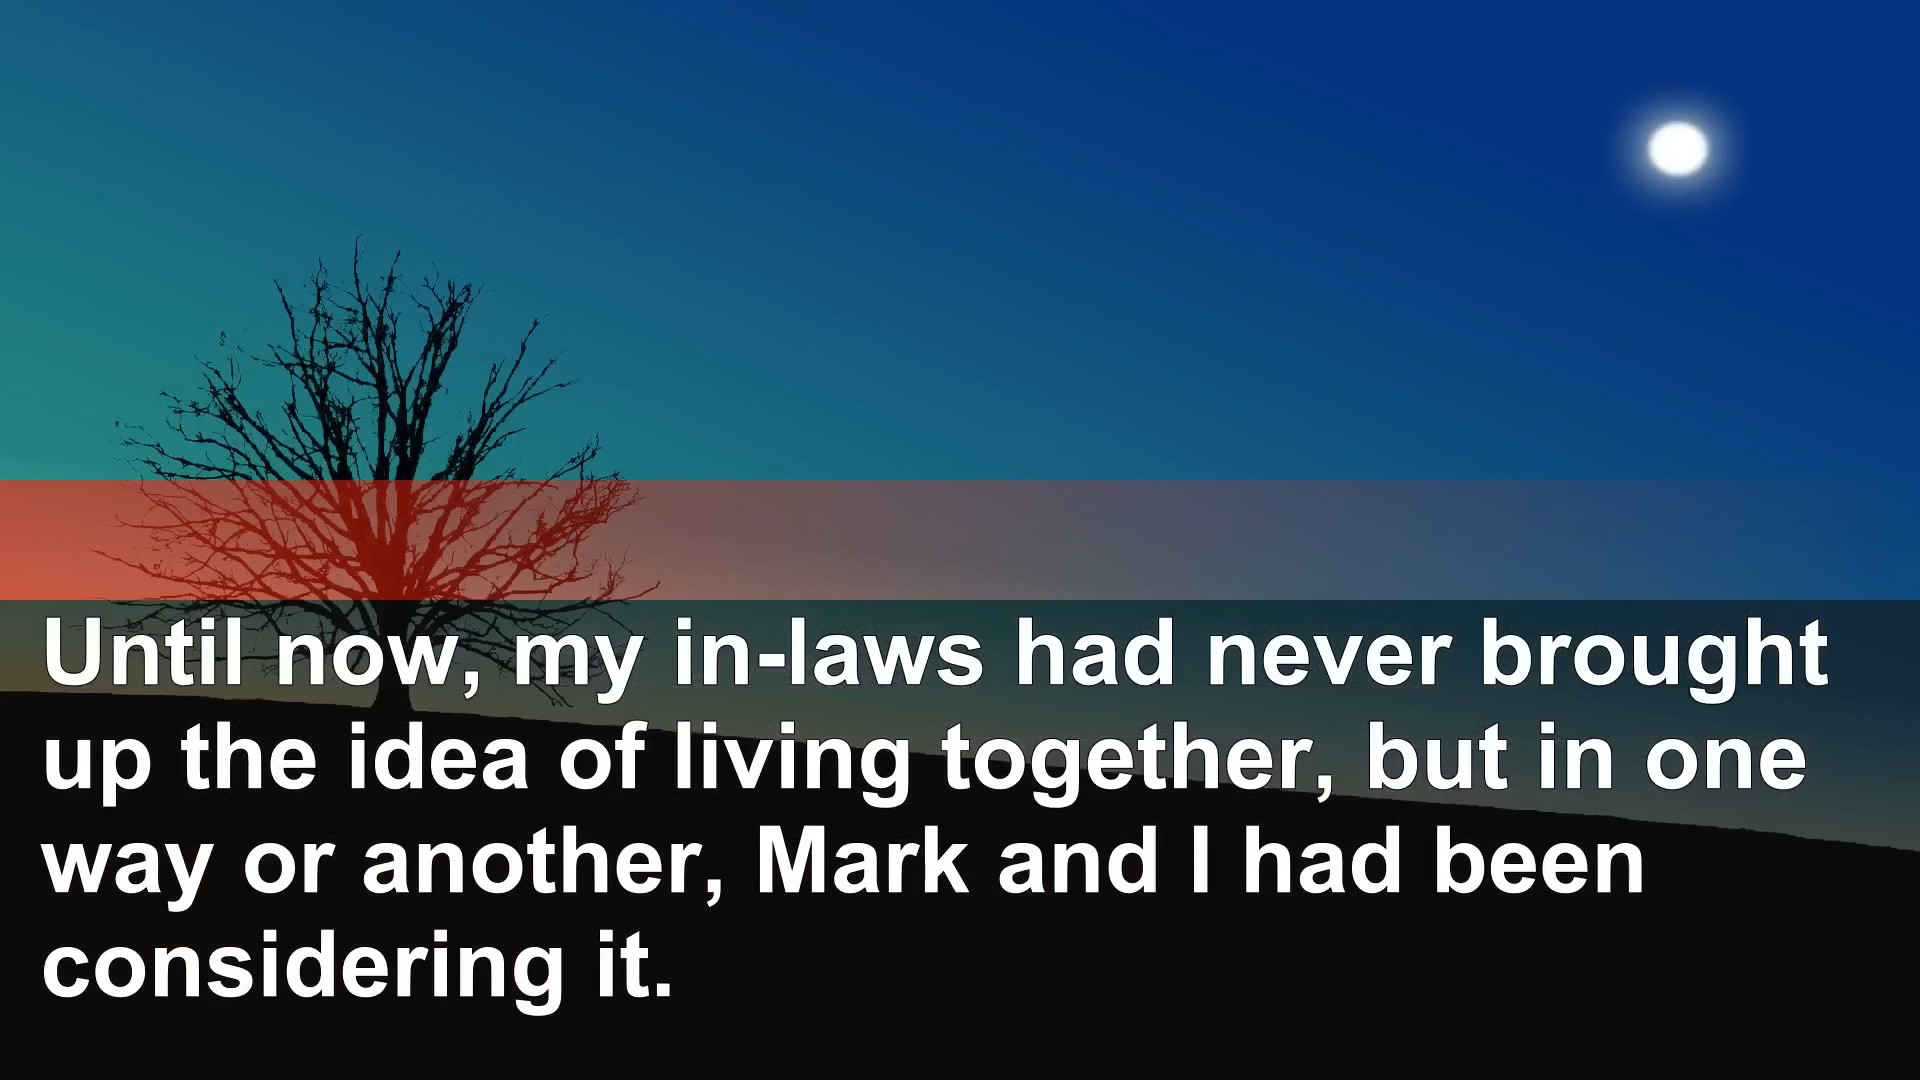 Until now, my in-laws had never brought
up the idea of living together, but in one
way or another, Mark and I had been
considering it.